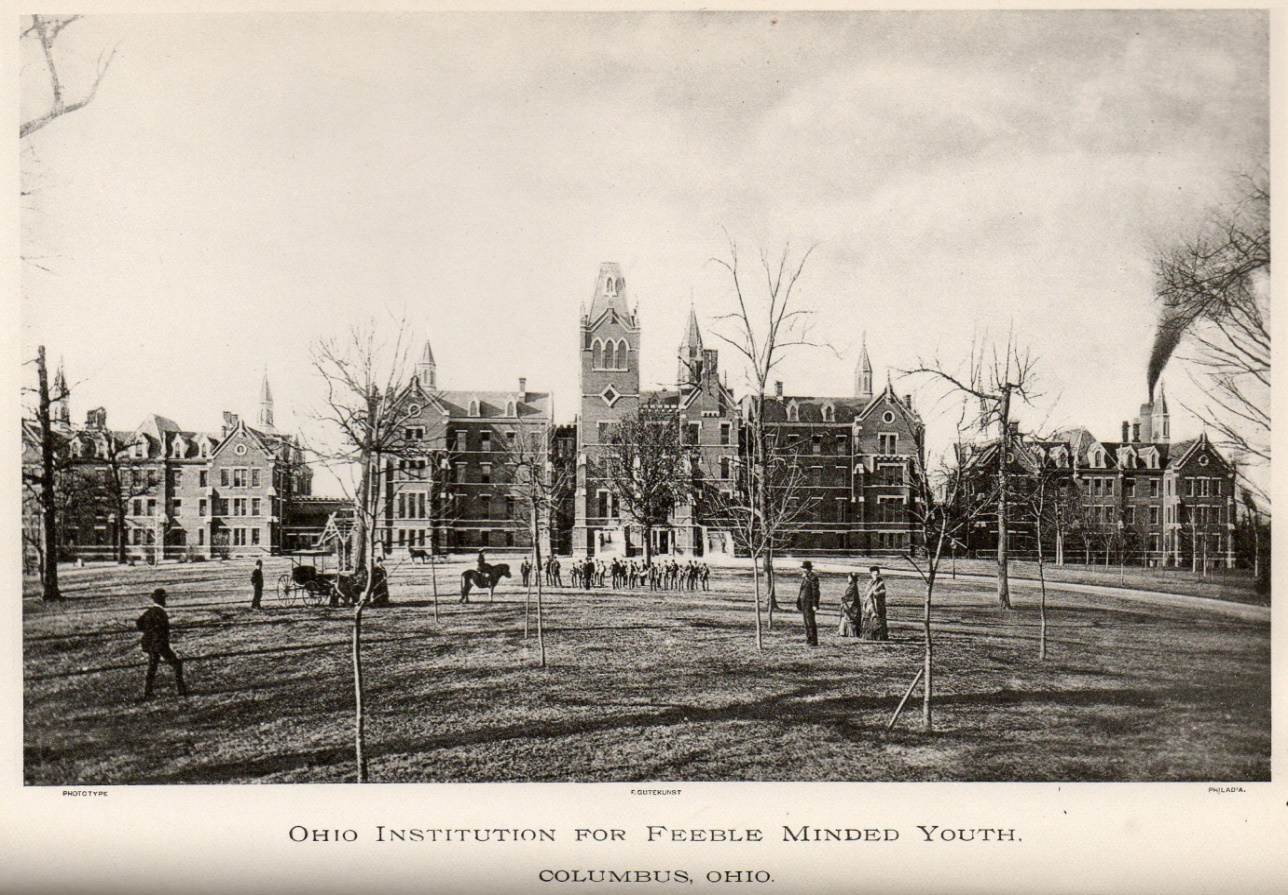 PHOTOTYPE F. GUTEKUNST PHILAD'A.
OHIO INSTITUTION FOR FEEBLE MINDED YOUTH,
COLUMBUS, OHIO.